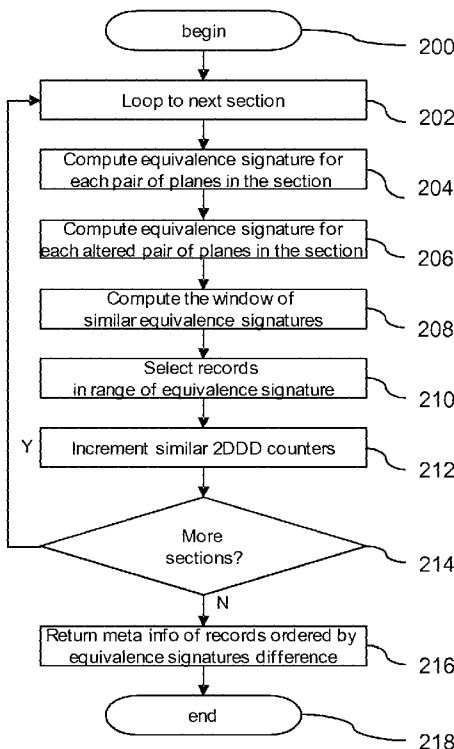 begin
200
Loop to next section
202
Compute equivalence signature for
each pair of planes in the section
204
Compute equivalence signature for
each altered pair of planes in the section
206
Compute the window of
similar equivalence signatures
208
Select records
in range of equivalence signature
210
Y
Increment similar 2DDD counters
212
More
sections?
214
N
Return meta info of records ordered by
equivalence signatures difference
216
end
218